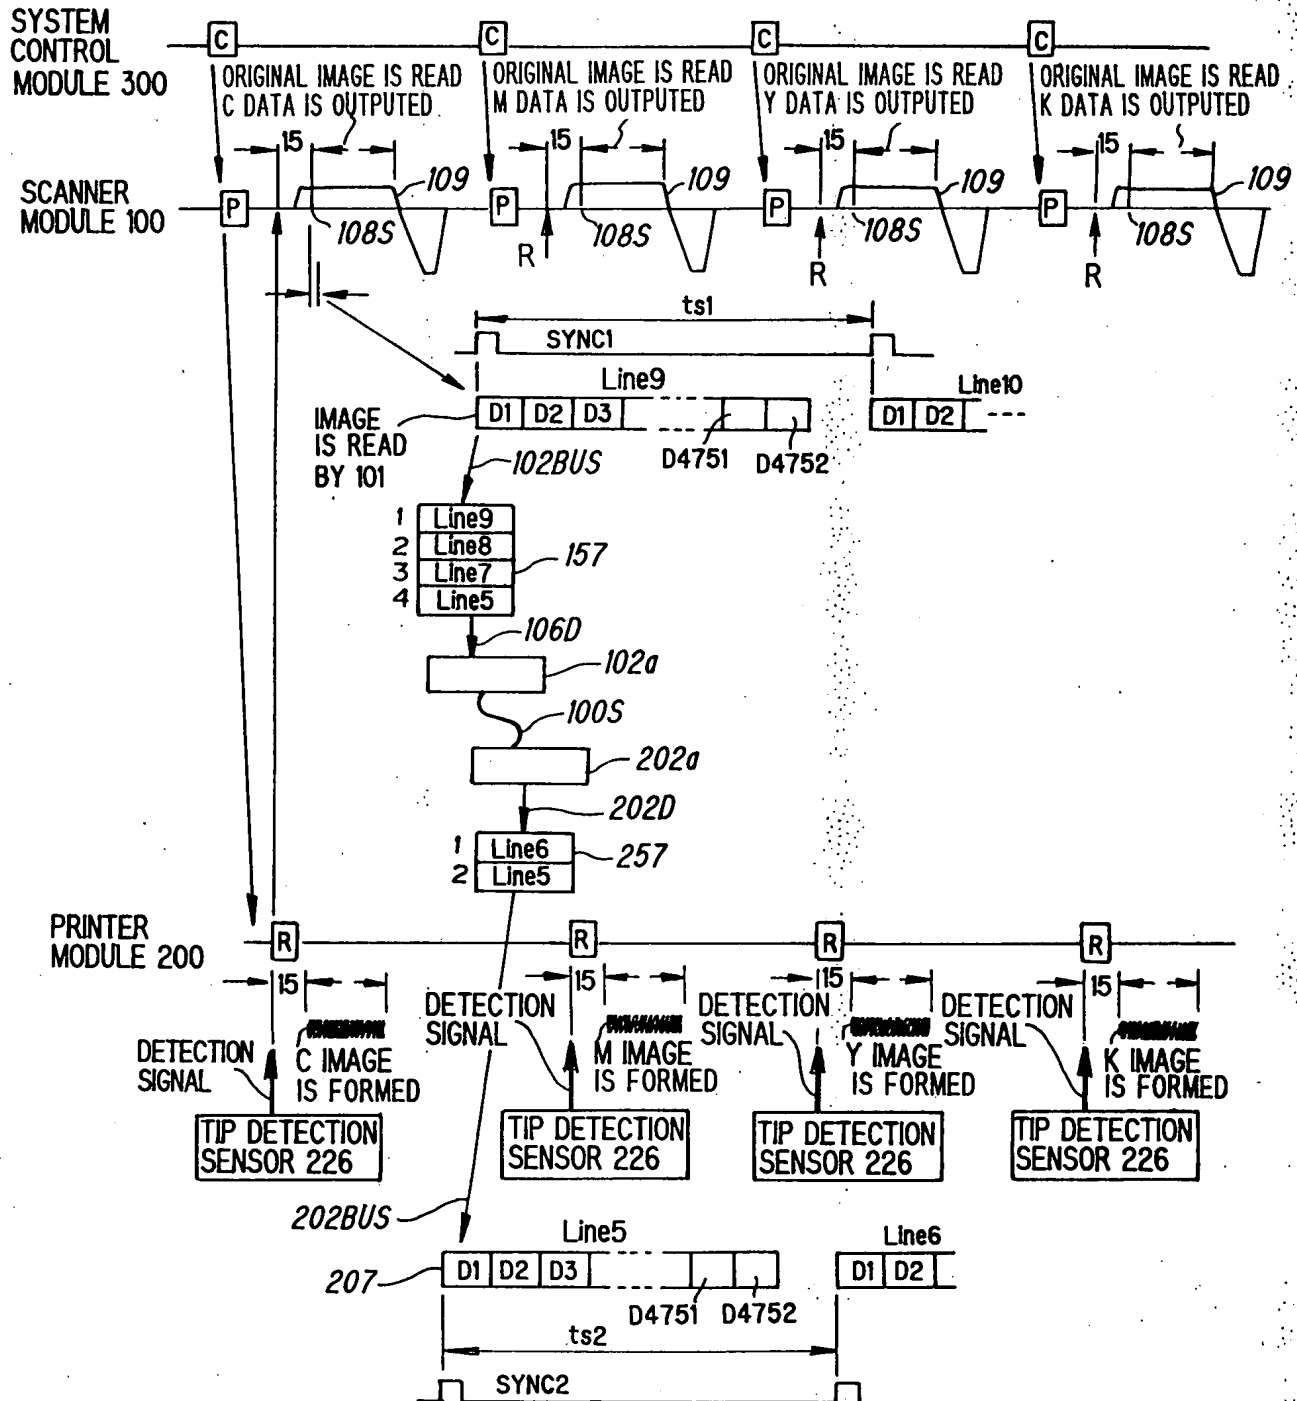 SYSTEM
CONTROL
MODULE 300
C C C C
ORIGINAL IMAGE IS READ
C DATA IS OUTPUTED
ORIGINAL IMAGE IS READ
M DATA IS OUTPUTED
ORIGINAL IMAGE IS READ
Y DATA IS OUTPUTED
ORIGINAL IMAGE IS READ
K DATA IS OUTPUTED
15 15 15 15
SCANNER
MODULE 100
P 109 P 109 P 109 P 109
108S 108S 108S 108S
R R R
ts1
SYNC1
Line9 Line10
IMAGE
IS READ
BY 101
D1 D2 D3 D1 D2
D4751 D4752
102BUS
1 Line9
2 Line8
3 Line7
4 Line5
157
106D
102a
100S
202a
202D
1 Line6
2 Line5
257
PRINTER
MODULE 200
R R R R
15 15 15 15
DETECTION
SIGNAL
C IMAGE
IS FORMED
DETECTION
SIGNAL
M IMAGE
IS FORMED
DETECTION
SIGNAL
Y IMAGE
IS FORMED
DETECTION
SIGNAL
K IMAGE
IS FORMED
TIP DETECTION
SENSOR 226
TIP DETECTION
SENSOR 226
TIP DETECTION
SENSOR 226
TIP DETECTION
SENSOR 226
202BUS
Line5 Line6
207
D1 D2 D3 D1 D2
D4751 D4752
ts2
SYNC2